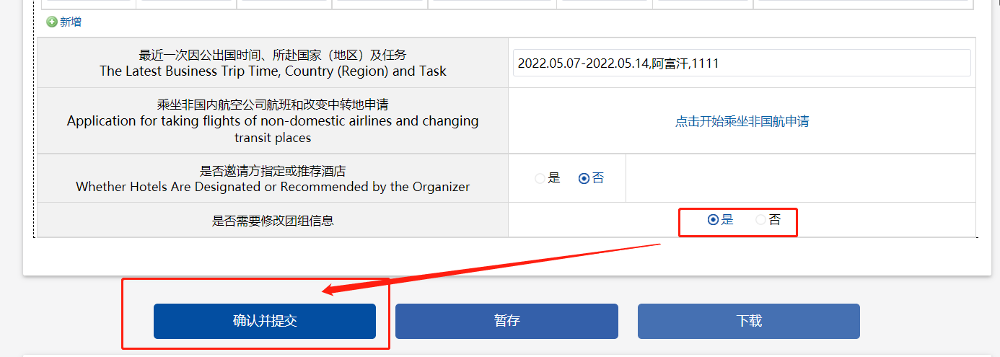 新增
最近一次因公出国时间、所赴国家（地区）及任务
The Latest Business Trip Time, Country (Region) and Task
2022.05.07-2022.05.14,阿富汗,1111
乘坐非国内航空公司航班和改变中转地申请
Application for taking flights of non-domestic airlines and changing
transit places
点击开始乘坐非国航申请
是否邀请方指定或推荐酒店
Whether Hotels Are Designated or Recommended by the Organizer
是 否
是否需要修改团组信息
是 否
确认并提交 暂存 下载